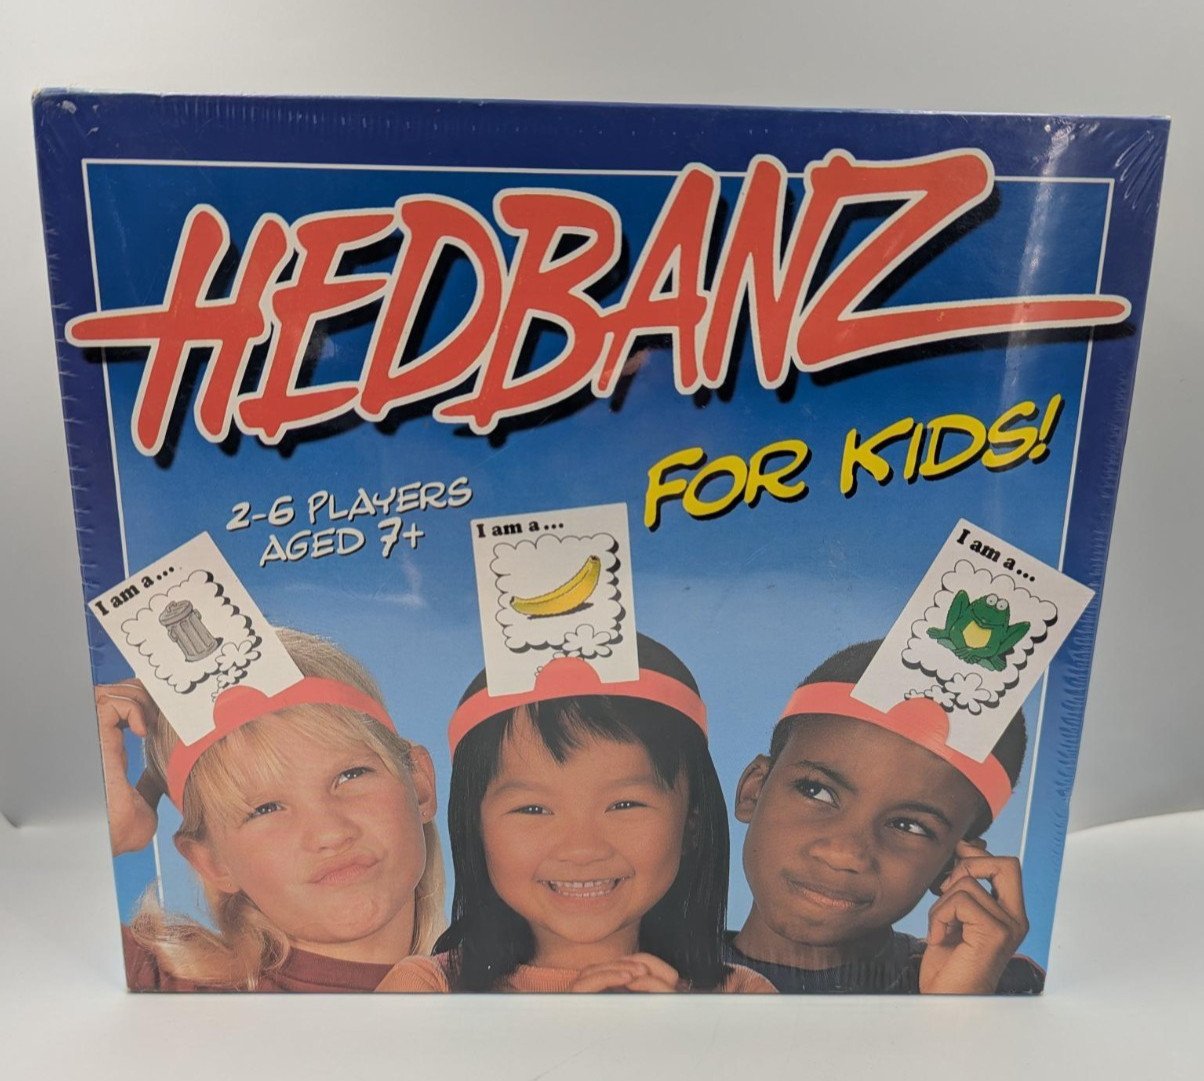 HEDBANZ
FOR KIDS!
2-6 PLAYERS
AGED 7+
I am a...
I am a...
I am a...